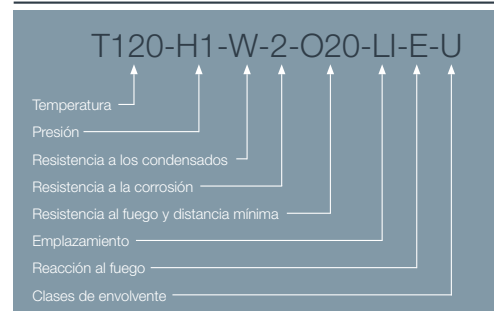 T120-H1-W-2-O20-LI-E-U
Temperatura
Presión
Resistencia a los condensados
Resistencia a la corrosión
Resistencia al fuego y distancia mínima
Emplazamiento
Reacción al fuego
Clases de envolvente